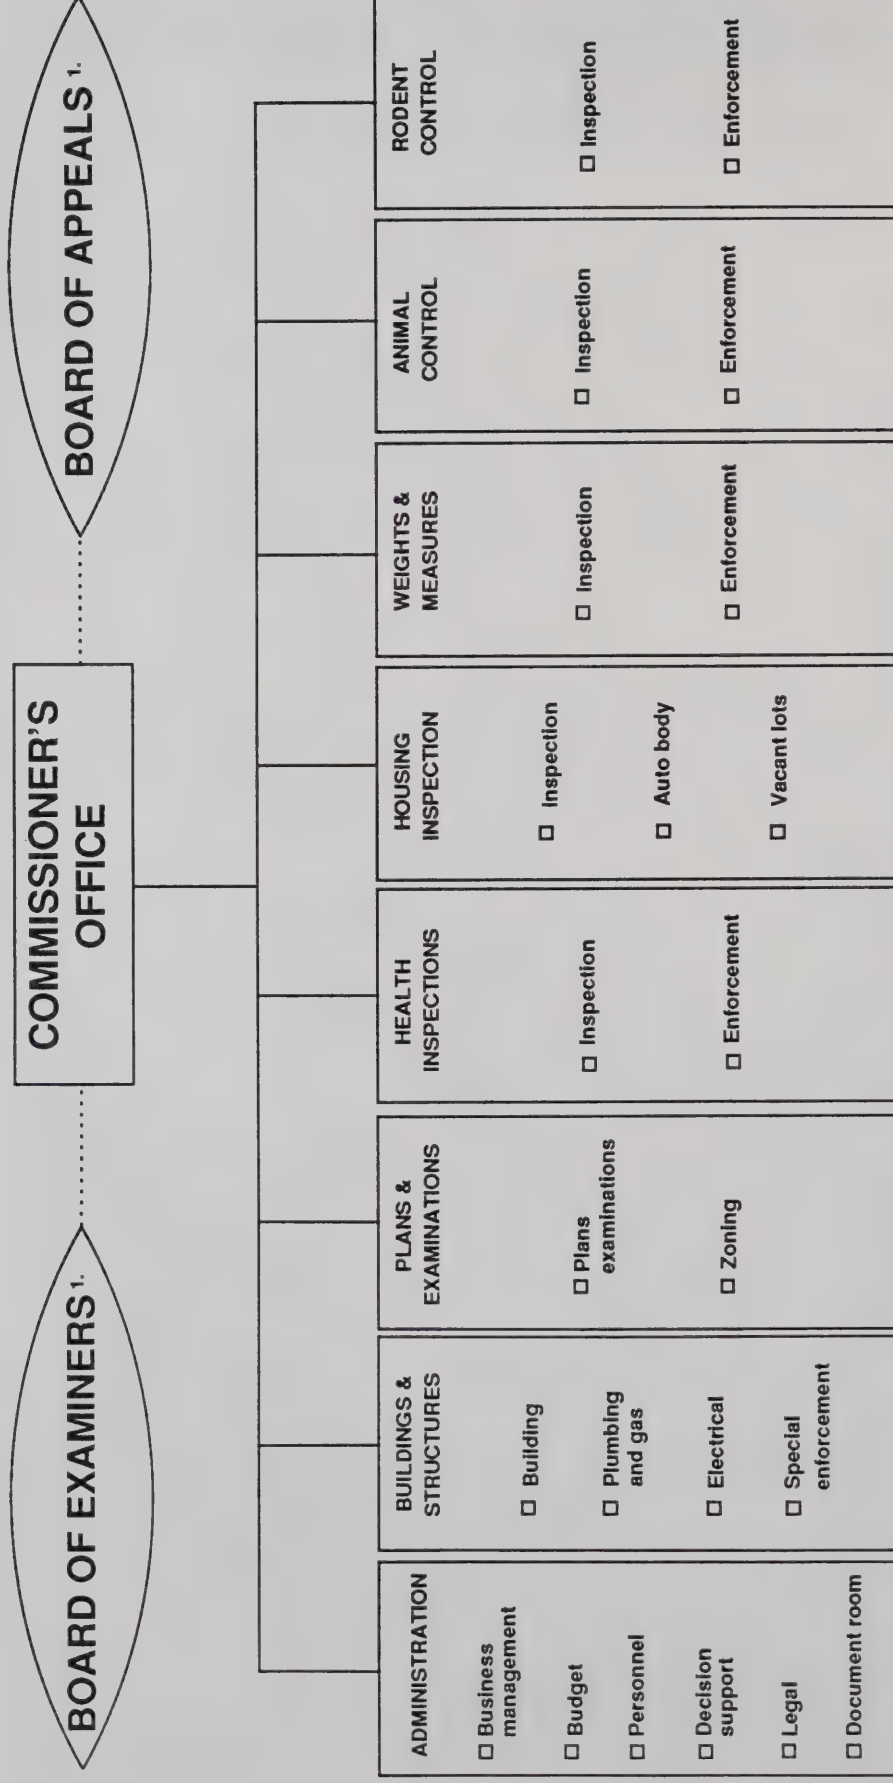 BOARD OF EXAMINERS 1.
COMMISSIONER'S
OFFICE
BOARD OF APPEALS 1.
ADMINISTRATION
□ Business
management
□ Budget
□ Personnel
□ Decision
support
□ Legal
□ Document room
BUILDINGS &
STRUCTURES
□ Building
□ Plumbing
and gas
□ Electrical
□ Special
enforcement
PLANS &
EXAMINATIONS
□ Plans
examinations
□ Zoning
HEALTH
INSPECTIONS
□ Inspection
□ Enforcement
HOUSING
INSPECTION
□ Inspection
□ Auto body
□ Vacant lots
WEIGHTS &
MEASURES
□ Inspection
□ Enforcement
ANIMAL
CONTROL
□ Inspection
□ Enforcement
RODENT
CONTROL
□ Inspection
□ Enforcement